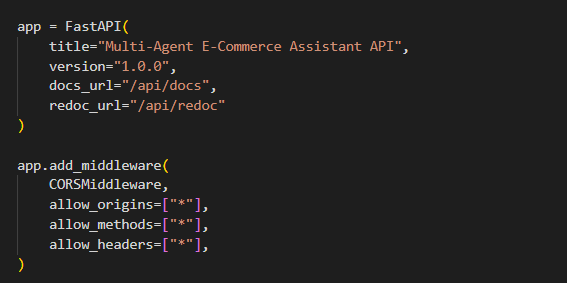 app = FastAPI(
    title="Multi-Agent E-Commerce Assistant API",
    version="1.0.0",
    docs_url="/api/docs",
    redoc_url="/api/redoc"
)

app.add_middleware(
    CORSMiddleware,
    allow_origins=["*"],
    allow_methods=["*"],
    allow_headers=["*"],
)